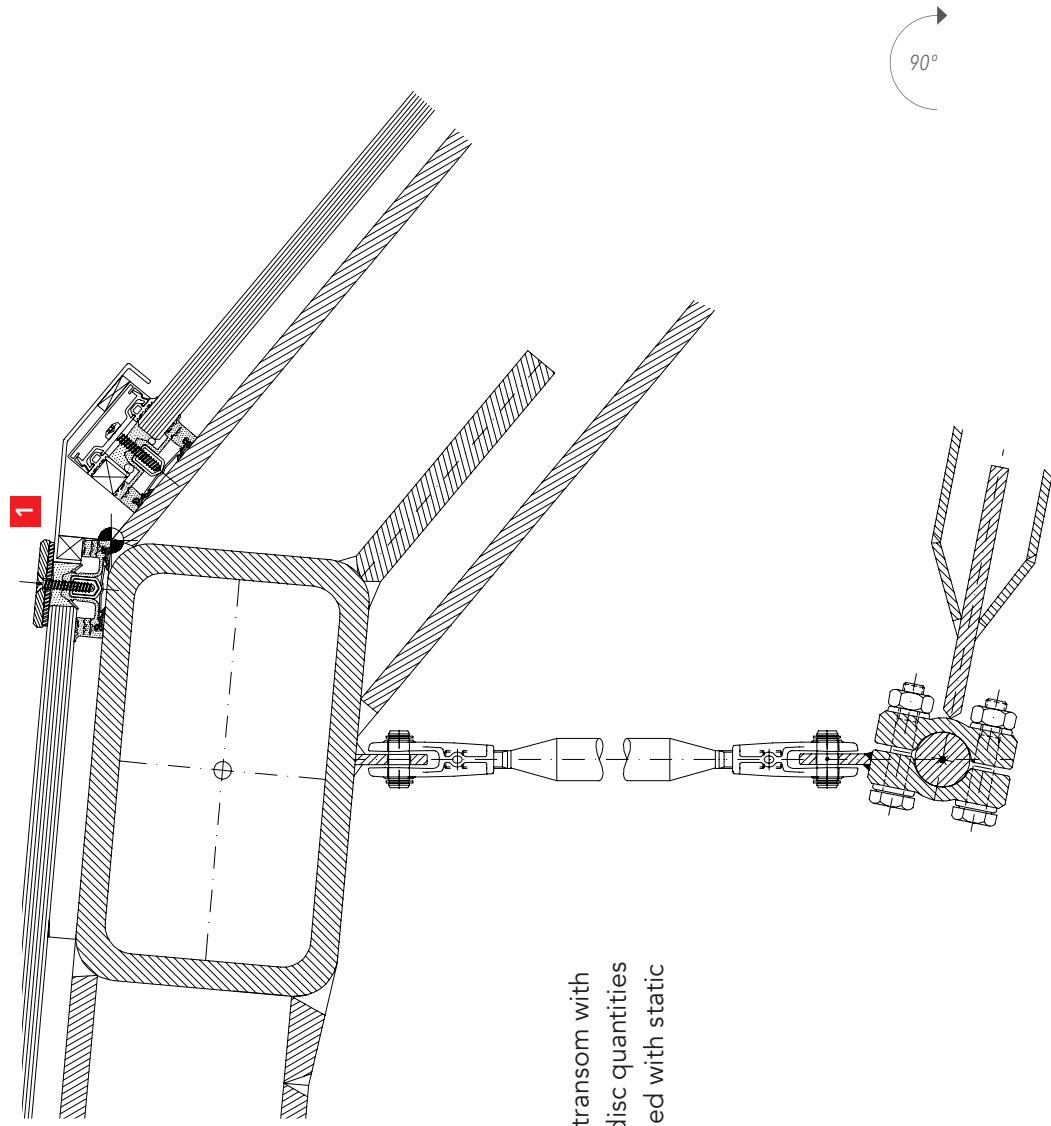 90°
1
transom with
disc quantities
ed with static